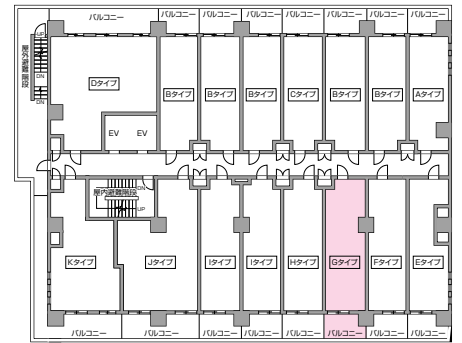 バルコニー バルコニー バルコニー バルコニー バルコニー バルコニー バルコニー バルコニー
UP
屋外避難階段
DN
DN
Dタイプ Bタイプ Bタイプ Bタイプ Cタイプ Bタイプ Bタイプ Aタイプ
EV EV
屋内避難階段
DN
UP
Kタイプ Jタイプ Iタイプ Iタイプ Hタイプ Gタイプ Fタイプ Eタイプ
バルコニー バルコニー バルコニー バルコニー バルコニー バルコニー バルコニー バルコニー